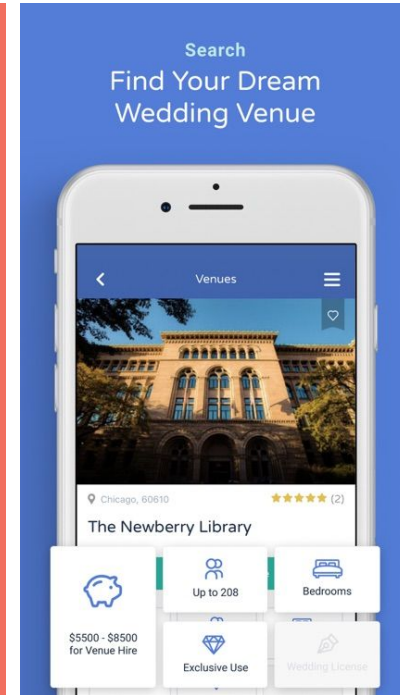 Search
Find Your Dream
Wedding Venue
Venues
Chicago, 60610
(2)
The Newberry Library
$5500 - $8500
for Venue Hire
Up to 208
Bedrooms
Exclusive Use
Wedding License